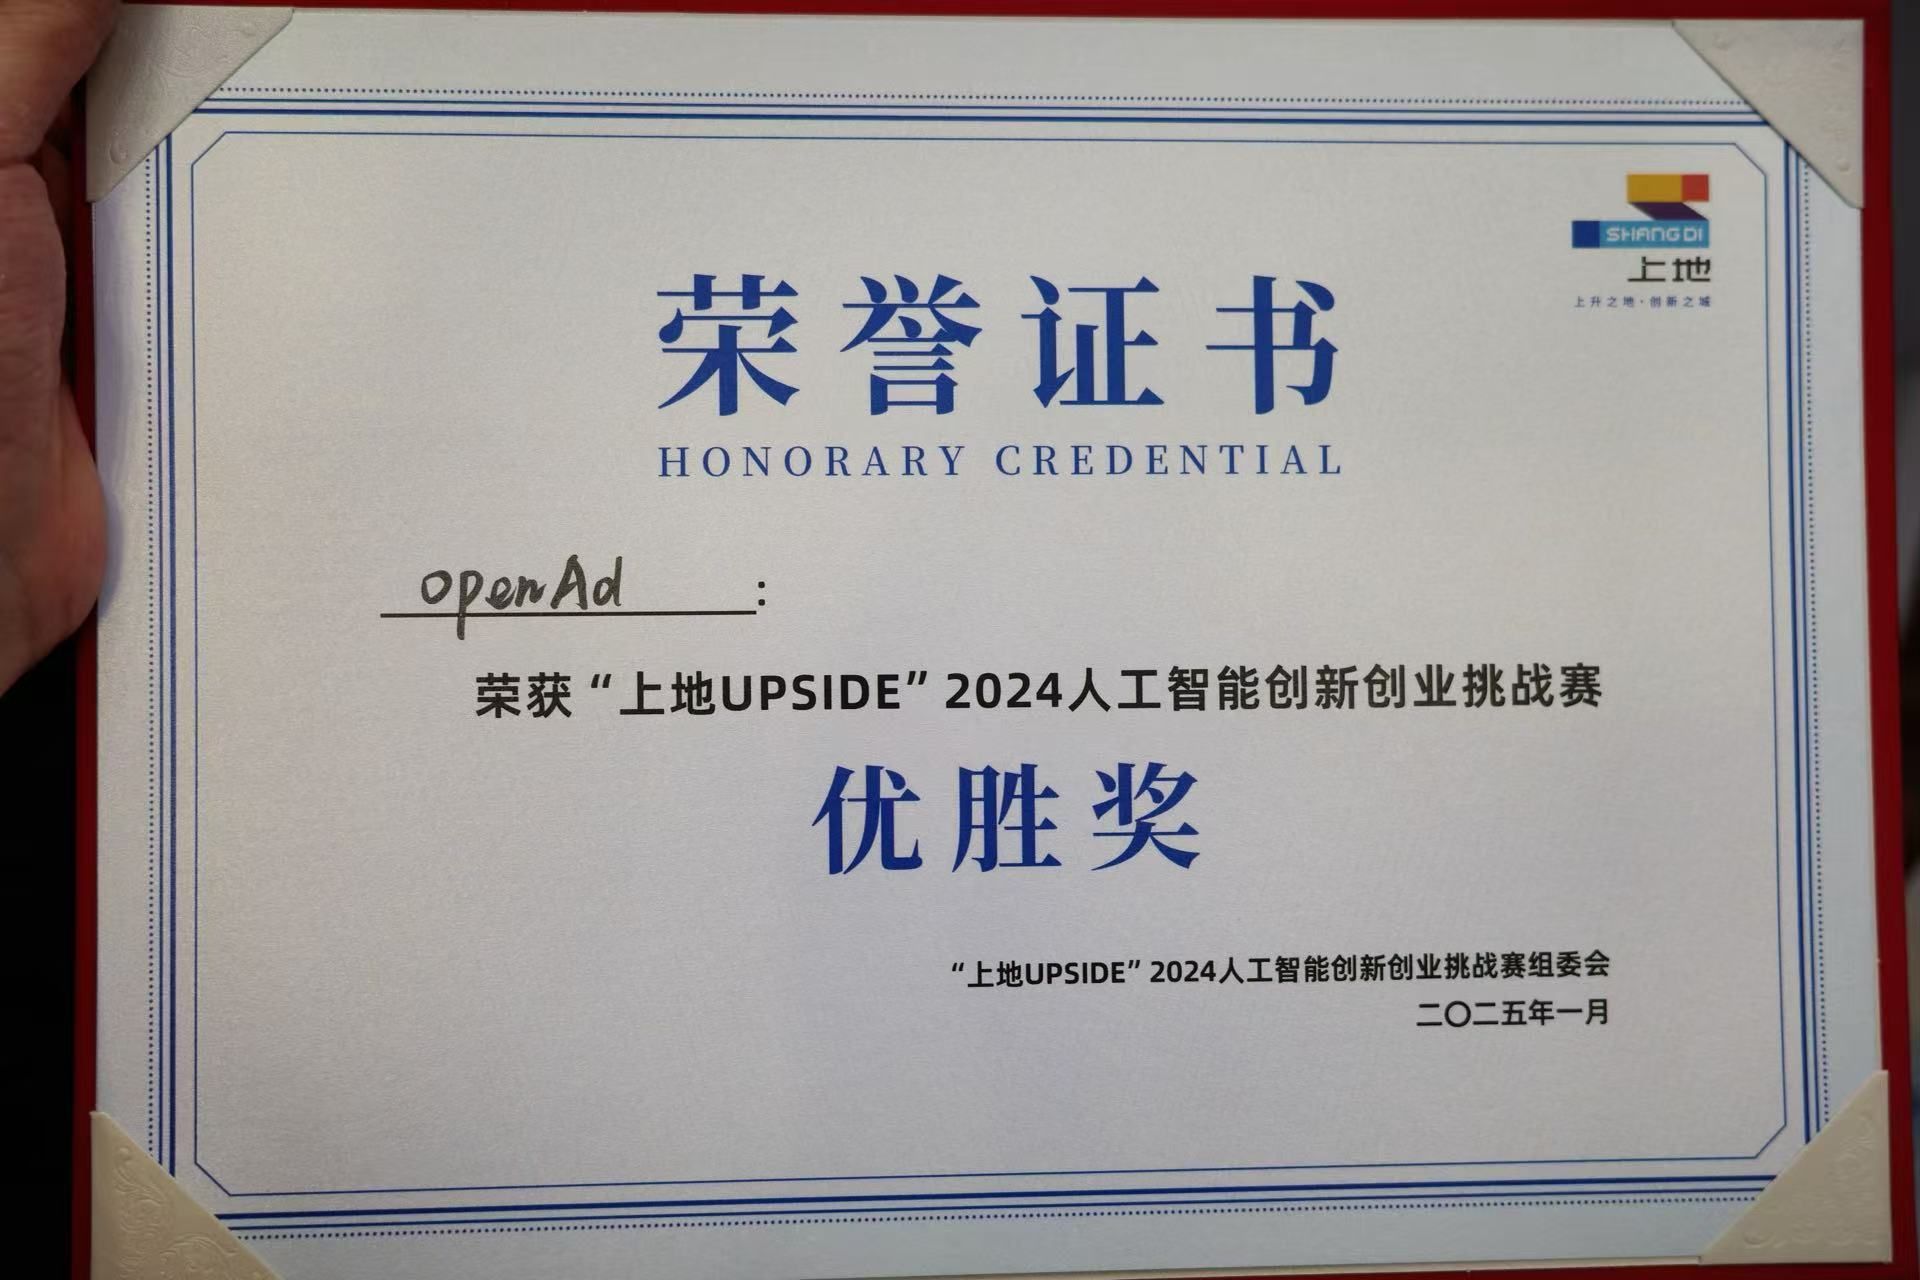 SHANGDI
上地
上升之地·创新之城
荣誉证书
HONORARY CREDENTIAL
openAd：
荣获“上地UPSIDE”2024人工智能创新创业挑战赛
优胜奖
“上地UPSIDE”2024人工智能创新创业挑战赛组委会
二〇二五年一月